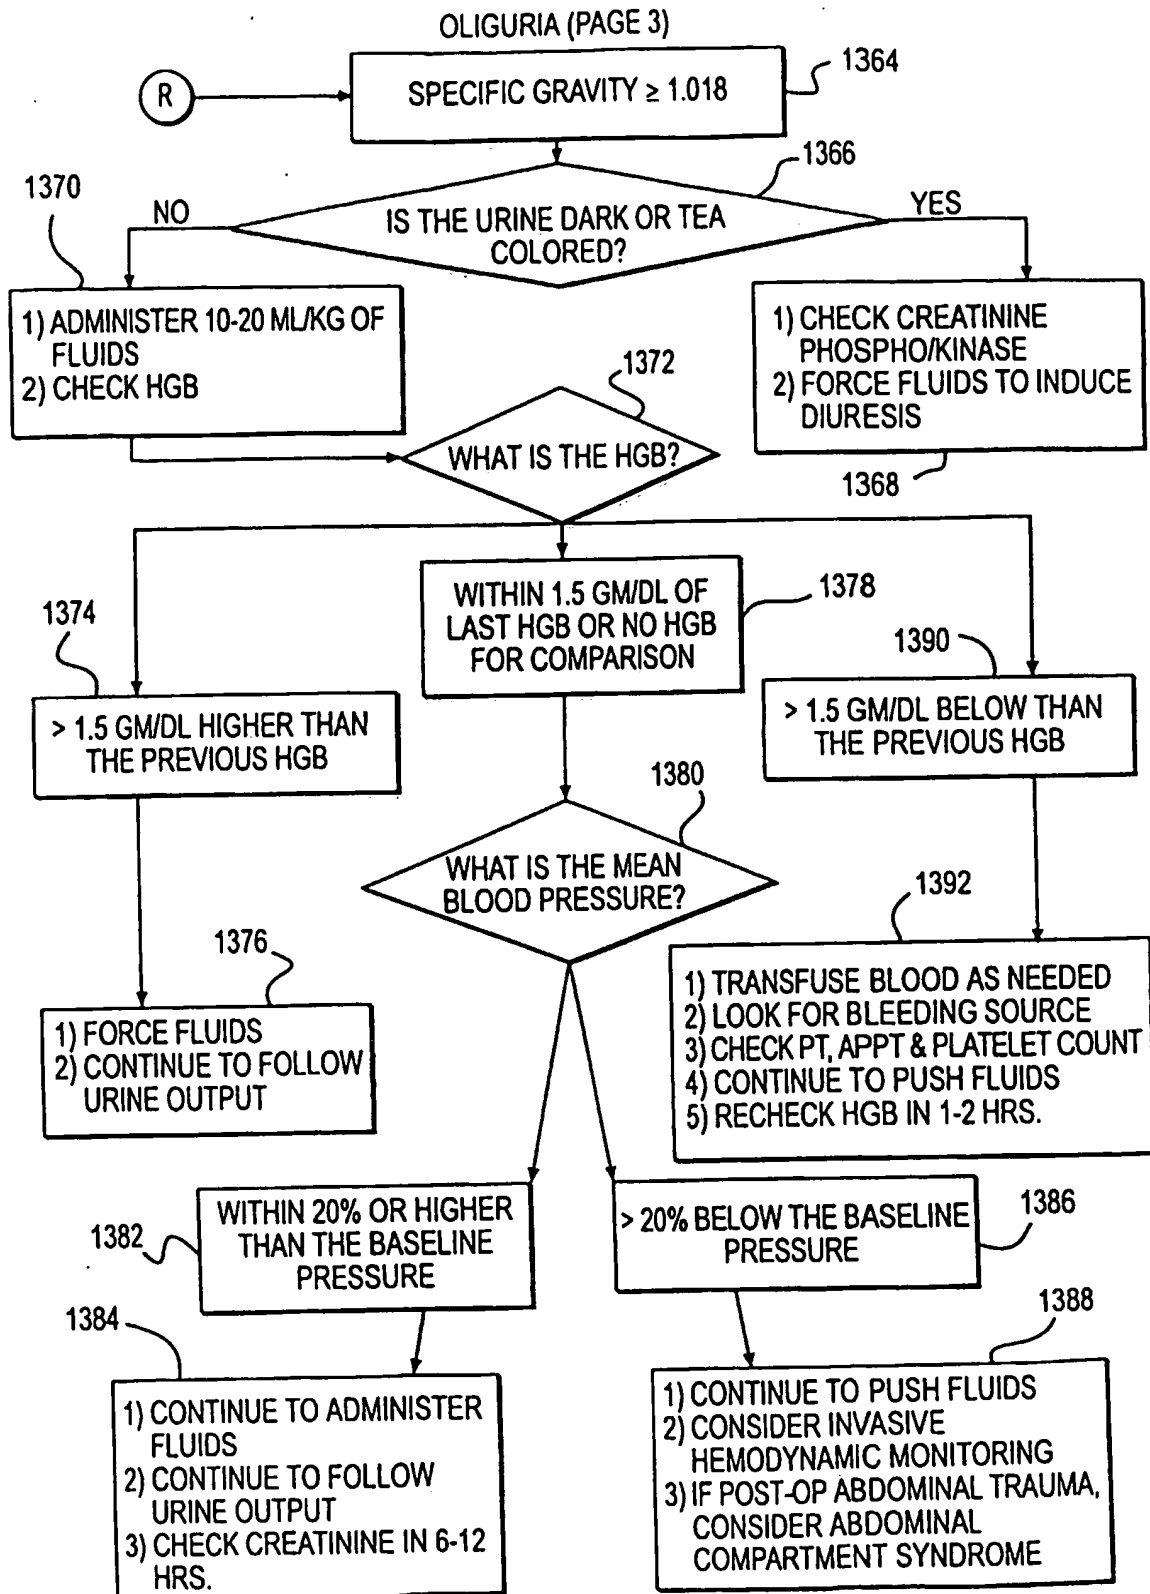 OLIGURIA (PAGE 3)
R
SPECIFIC GRAVITY ≥ 1.018
1364
1366
IS THE URINE DARK OR TEA
COLORED?
NO
YES
1370
1) ADMINISTER 10-20 ML/KG OF
FLUIDS
2) CHECK HGB
1) CHECK CREATININE
PHOSPHO/KINASE
2) FORCE FLUIDS TO INDUCE
DIURESIS
1368
1372
WHAT IS THE HGB?
1374
> 1.5 GM/DL HIGHER THAN
THE PREVIOUS HGB
WITHIN 1.5 GM/DL OF
LAST HGB OR NO HGB
FOR COMPARISON
1378
1390
> 1.5 GM/DL BELOW THAN
THE PREVIOUS HGB
1380
WHAT IS THE MEAN
BLOOD PRESSURE?
1376
1) FORCE FLUIDS
2) CONTINUE TO FOLLOW
URINE OUTPUT
1392
1) TRANSFUSE BLOOD AS NEEDED
2) LOOK FOR BLEEDING SOURCE
3) CHECK PT, APPT & PLATELET COUNT
4) CONTINUE TO PUSH FLUIDS
5) RECHECK HGB IN 1-2 HRS.
1382
WITHIN 20% OR HIGHER
THAN THE BASELINE
PRESSURE
> 20% BELOW THE BASELINE
PRESSURE
1386
1384
1) CONTINUE TO ADMINISTER
FLUIDS
2) CONTINUE TO FOLLOW
URINE OUTPUT
3) CHECK CREATININE IN 6-12
HRS.
1388
1) CONTINUE TO PUSH FLUIDS
2) CONSIDER INVASIVE
HEMODYNAMIC MONITORING
3) IF POST-OP ABDOMINAL TRAUMA,
CONSIDER ABDOMINAL
COMPARTMENT SYNDROME